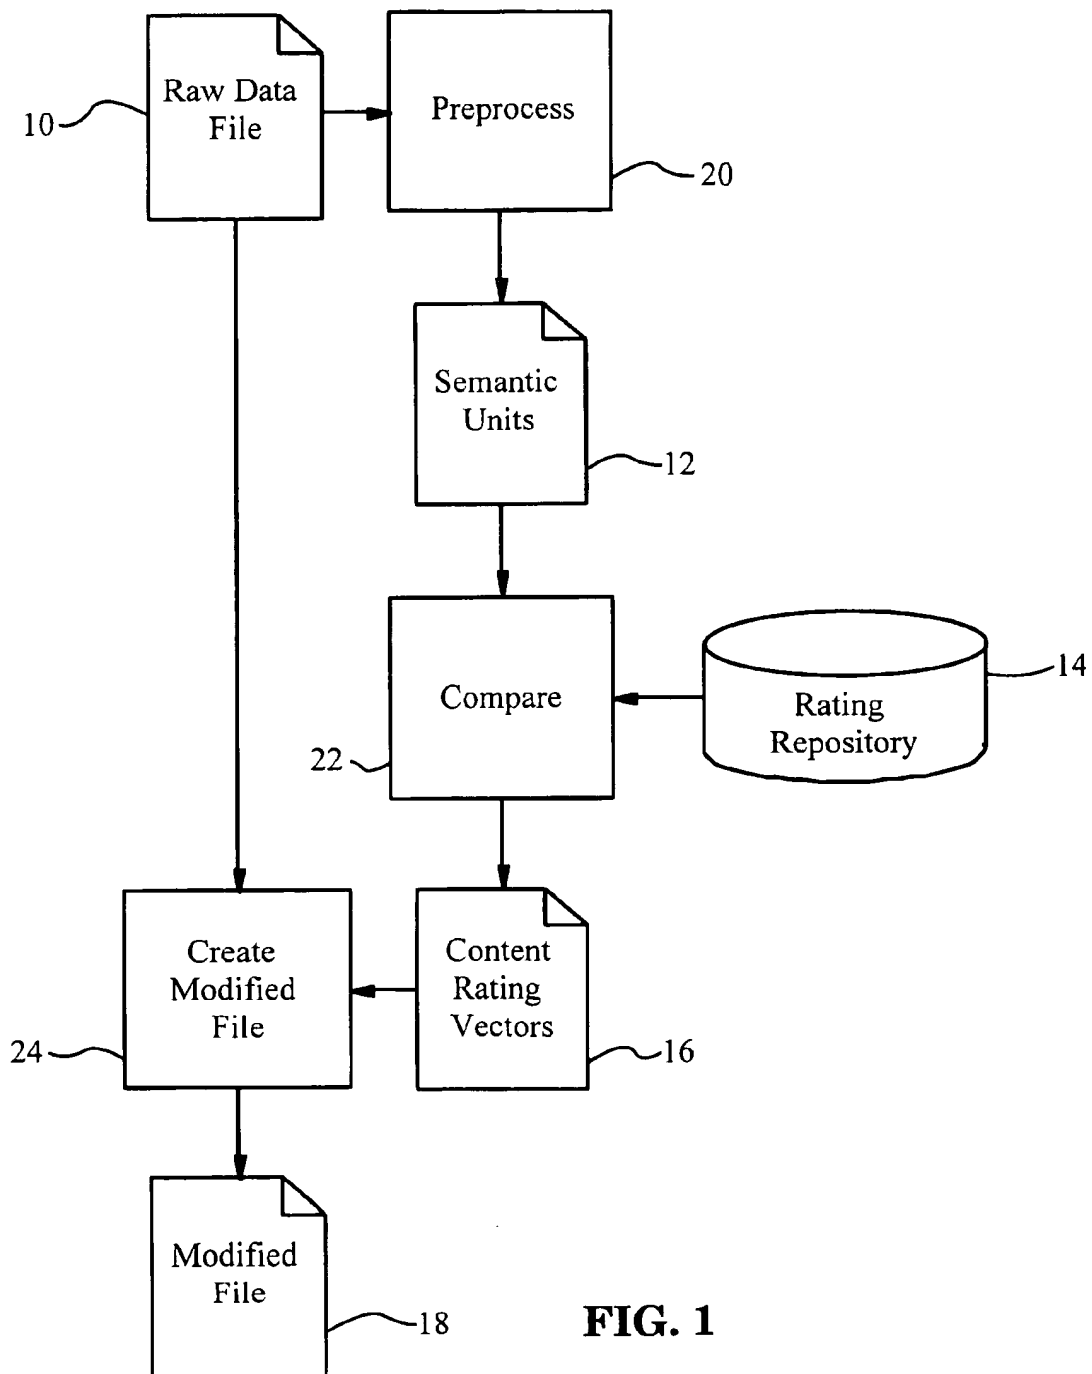 Raw Data
File
10
Preprocess
20
Semantic
Units
12
Compare
22
Rating
Repository
14
Create
Modified
File
24
Content
Rating
Vectors
16
Modified
File
18
FIG. 1